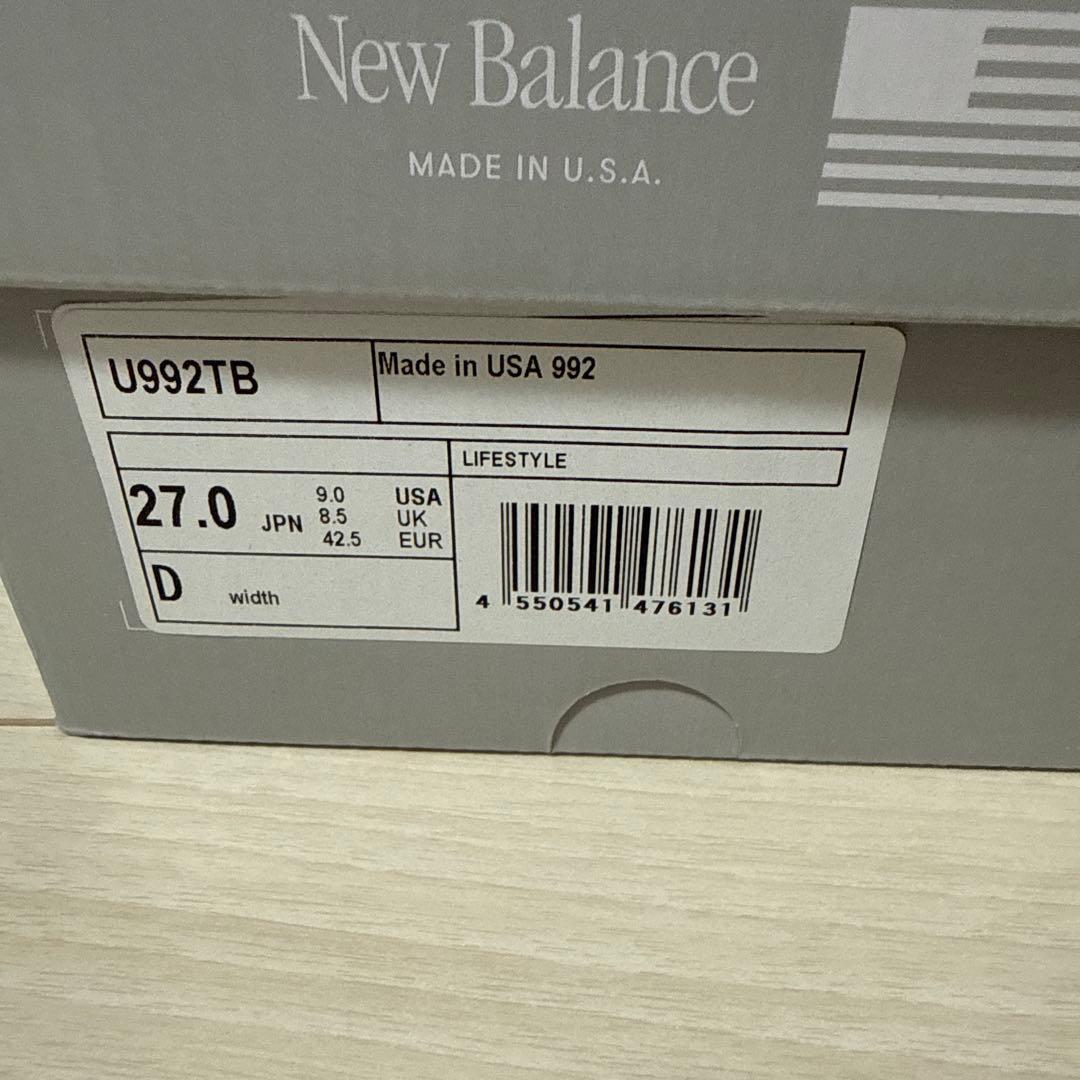 New Balance
MADE IN U.S.A.
U992TB
Made in USA 992
LIFESTYLE
27.0 JPN
9.0 USA
8.5 UK
42.5 EUR
D width
4 550541 476131